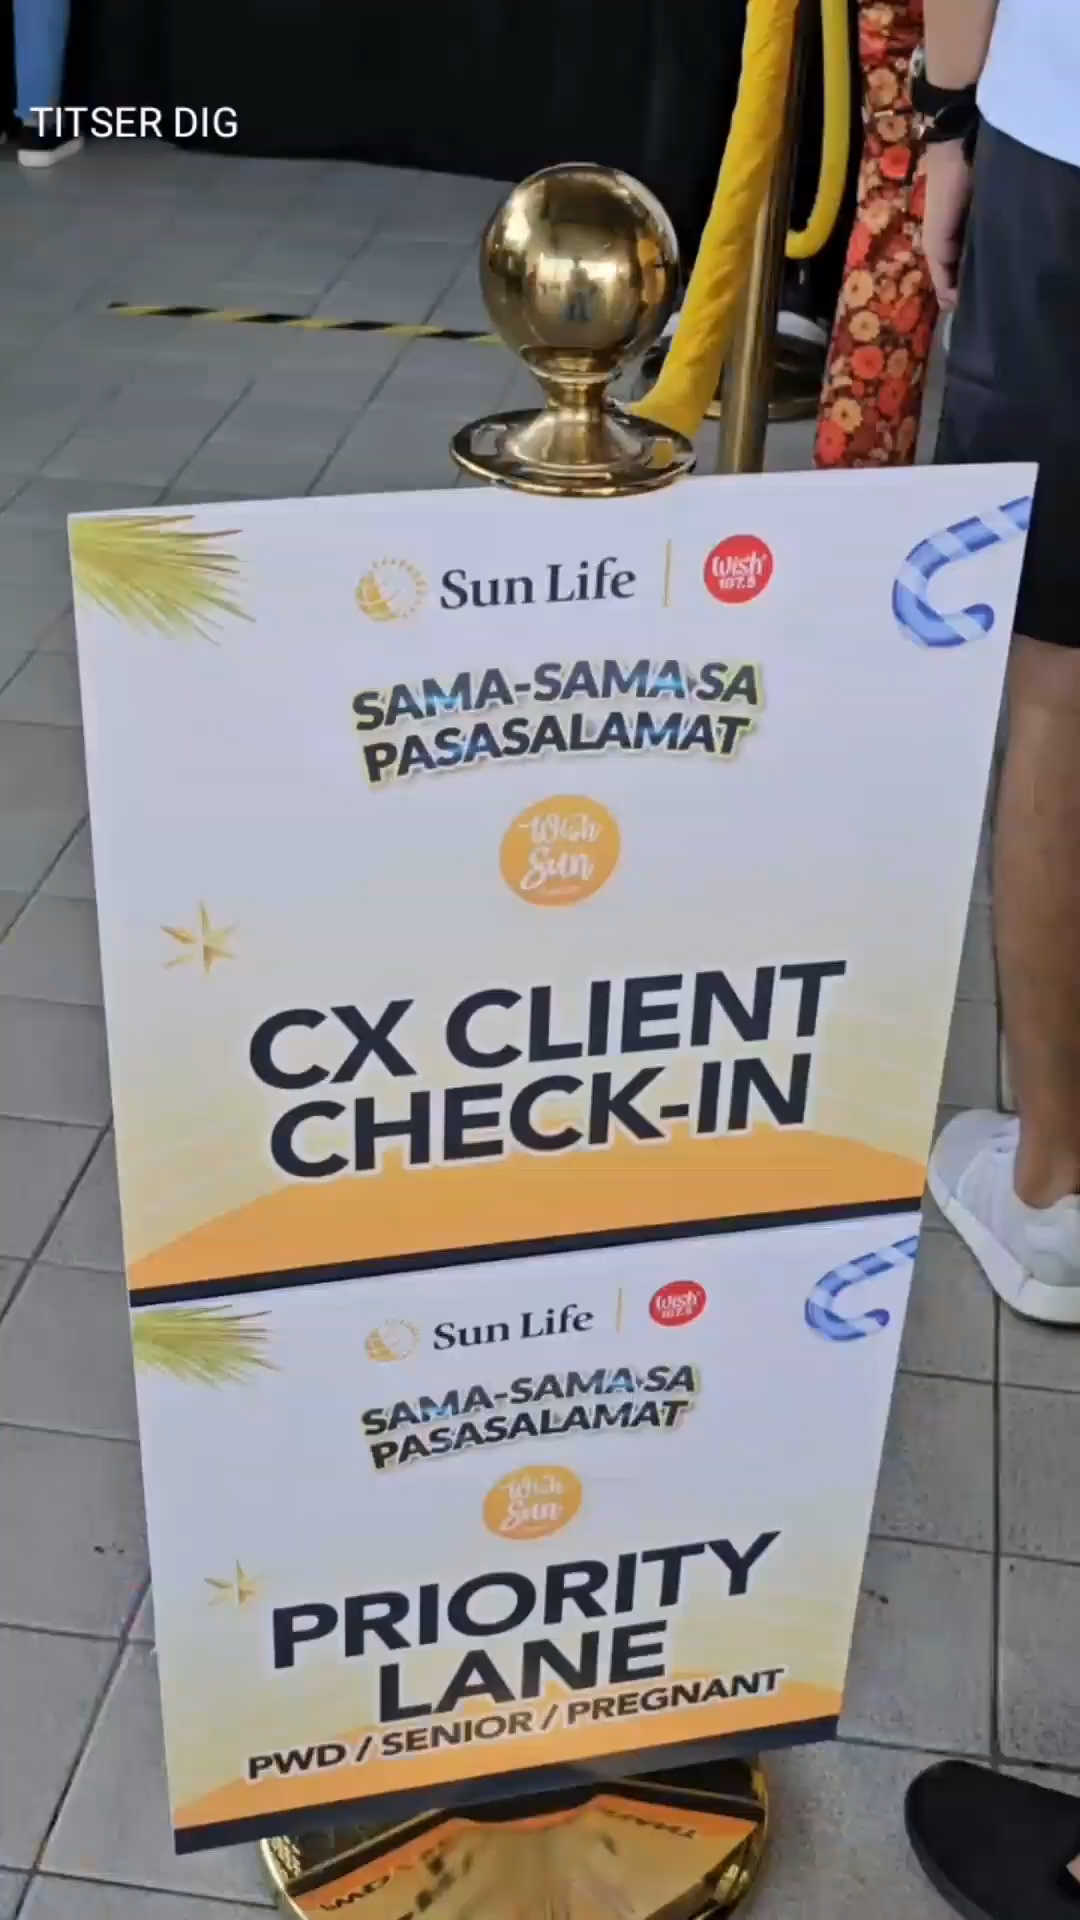 TITSER DIG
Sun Life
Wish
107.5
SAMA-SAMA SA
PASASALAMAT
Wish
Sun
CX CLIENT
CHECK-IN
Sun Life
Wish
107.5
SAMA-SAMA SA
PASASALAMAT
Wish
Sun
PRIORITY
LANE
PWD / SENIOR / PREGNANT